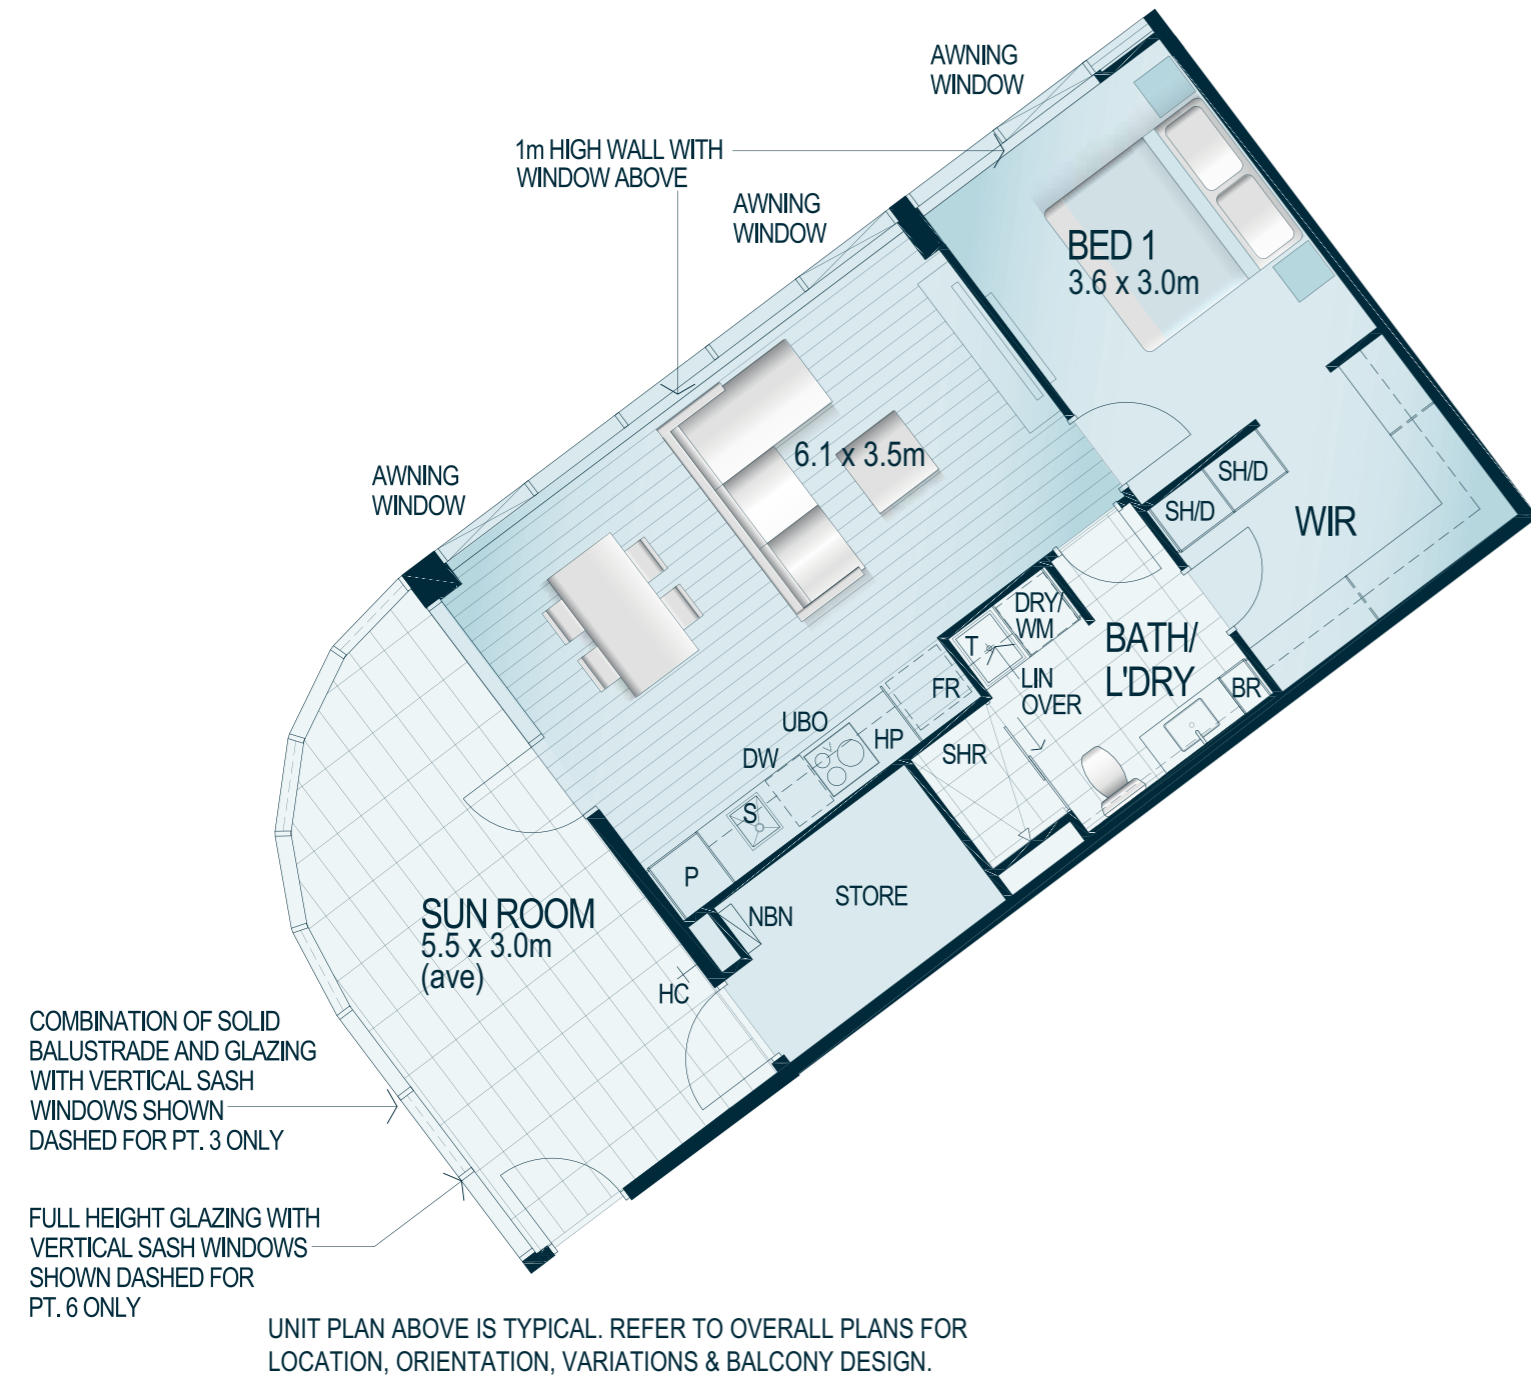 AWNING
WINDOW
1m HIGH WALL WITH
WINDOW ABOVE
AWNING
WINDOW
BED 1
3.6 x 3.0m
6.1 x 3.5m
AWNING
WINDOW
SH/D
SH/D
WIR
DRY/
WM
T
BATH/
L'DRY
LIN
OVER
BR
FR
UBO
HP
DW
SHR
S
P
STORE
NBN
SUN ROOM
5.5 x 3.0m
(ave)
HC
COMBINATION OF SOLID
BALUSTRADE AND GLAZING
WITH VERTICAL SASH
WINDOWS SHOWN
DASHED FOR PT. 3 ONLY
FULL HEIGHT GLAZING WITH
VERTICAL SASH WINDOWS
SHOWN DASHED FOR
PT. 6 ONLY
UNIT PLAN ABOVE IS TYPICAL. REFER TO OVERALL PLANS FOR
LOCATION, ORIENTATION, VARIATIONS & BALCONY DESIGN.